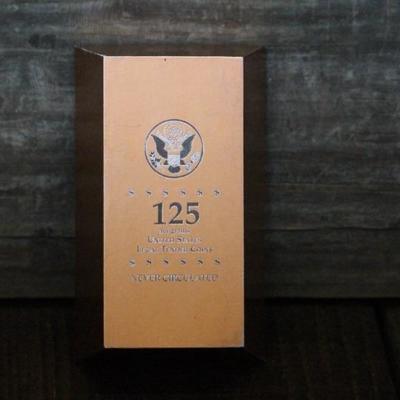 125
UNITED STATES
LEGAL TENDER COINS
NEVER CIRCULATED